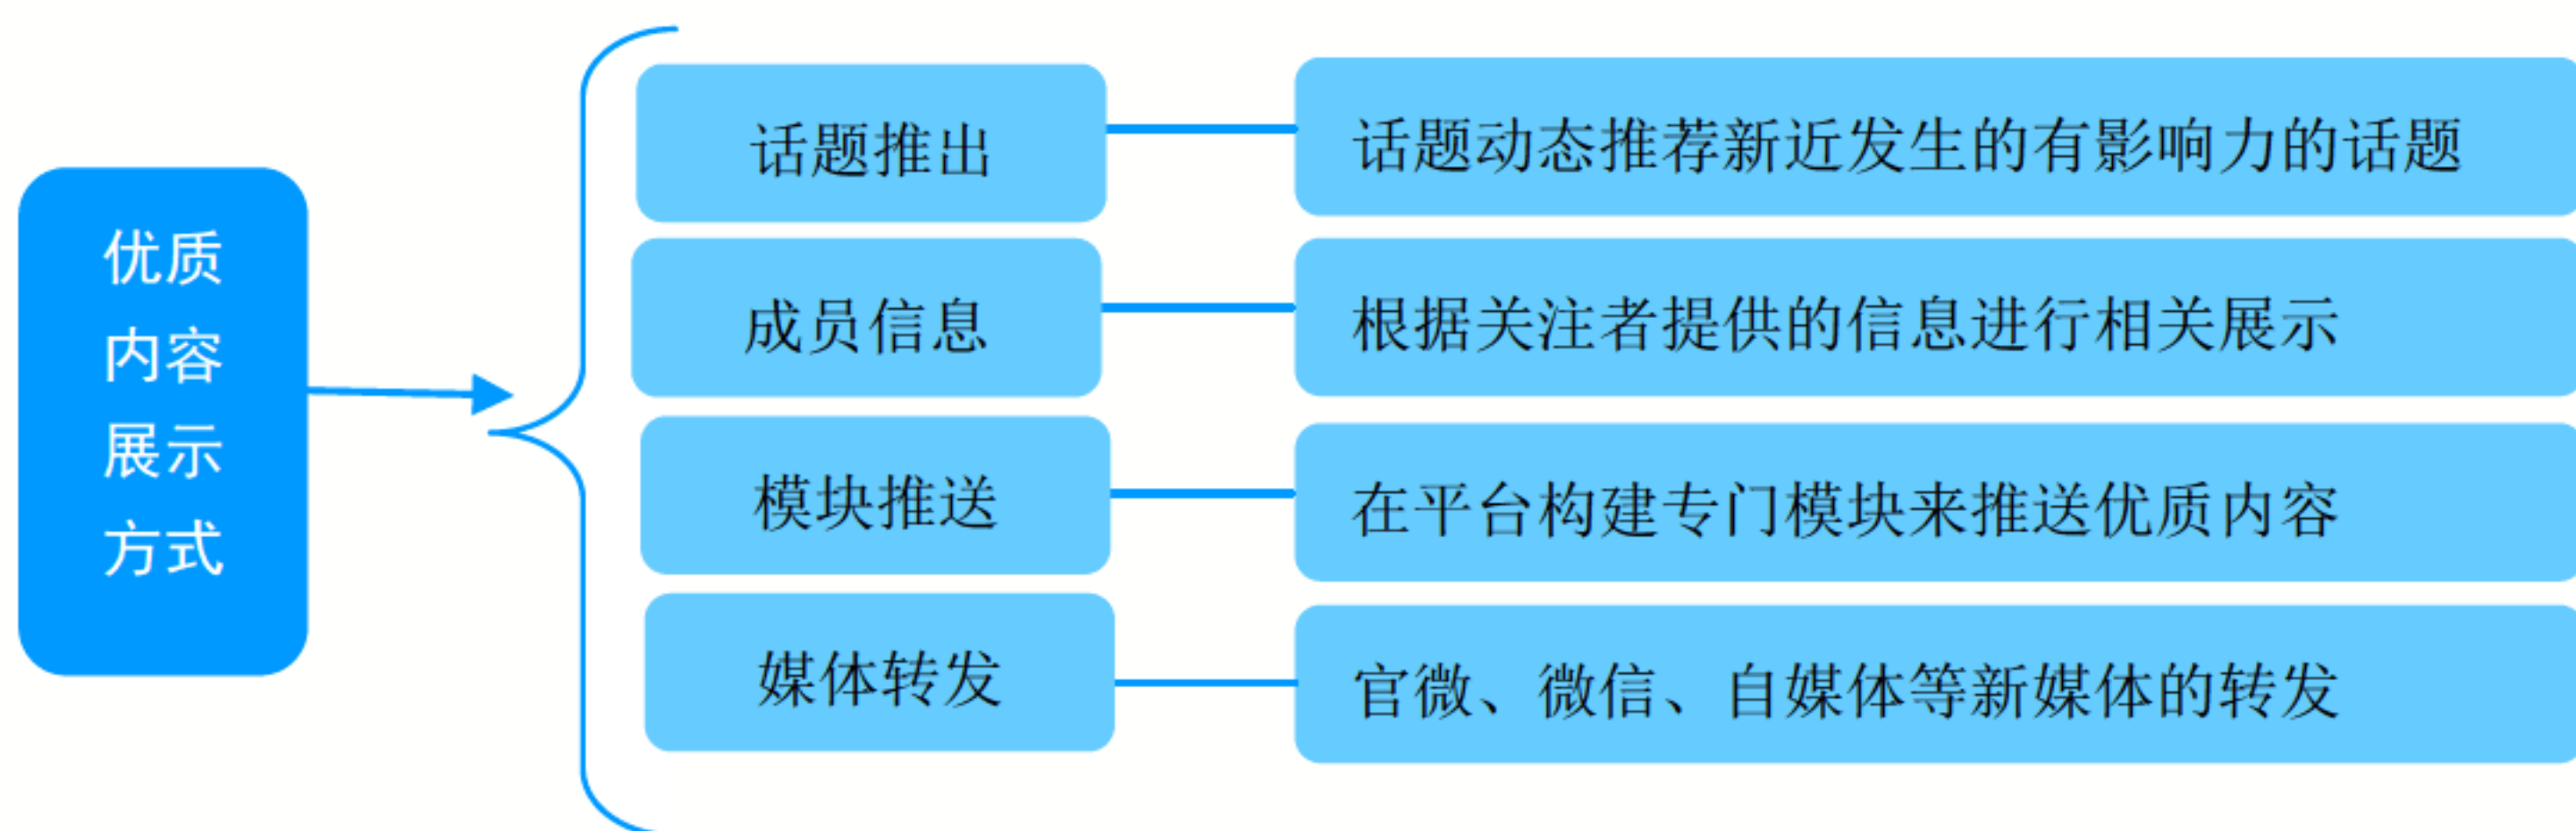 优质
内容
展示
方式
话题推出
话题动态推荐新近发生的有影响力的话题
成员信息
根据关注者提供的信息进行相关展示
模块推送
在平台构建专门模块来推送优质内容
媒体转发
官微、微信、自媒体等新媒体的转发